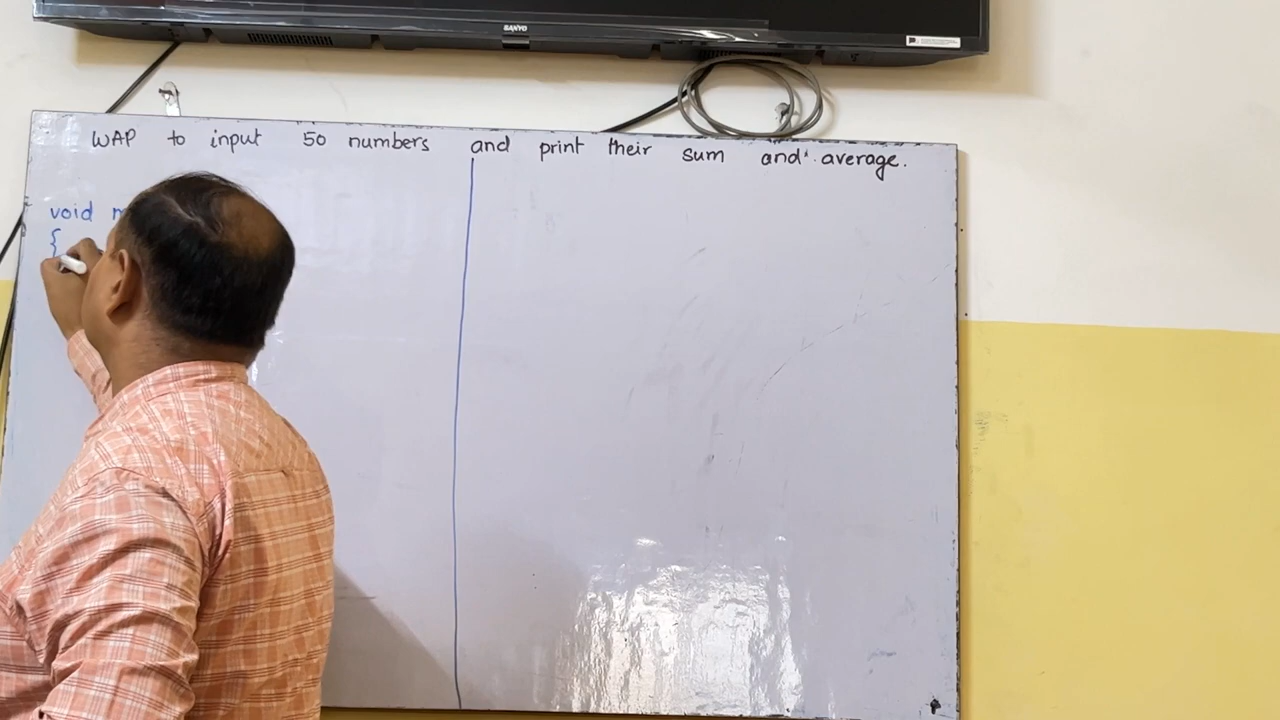 SANYO
WAP to input 50 numbers and print their sum and average.
void
{